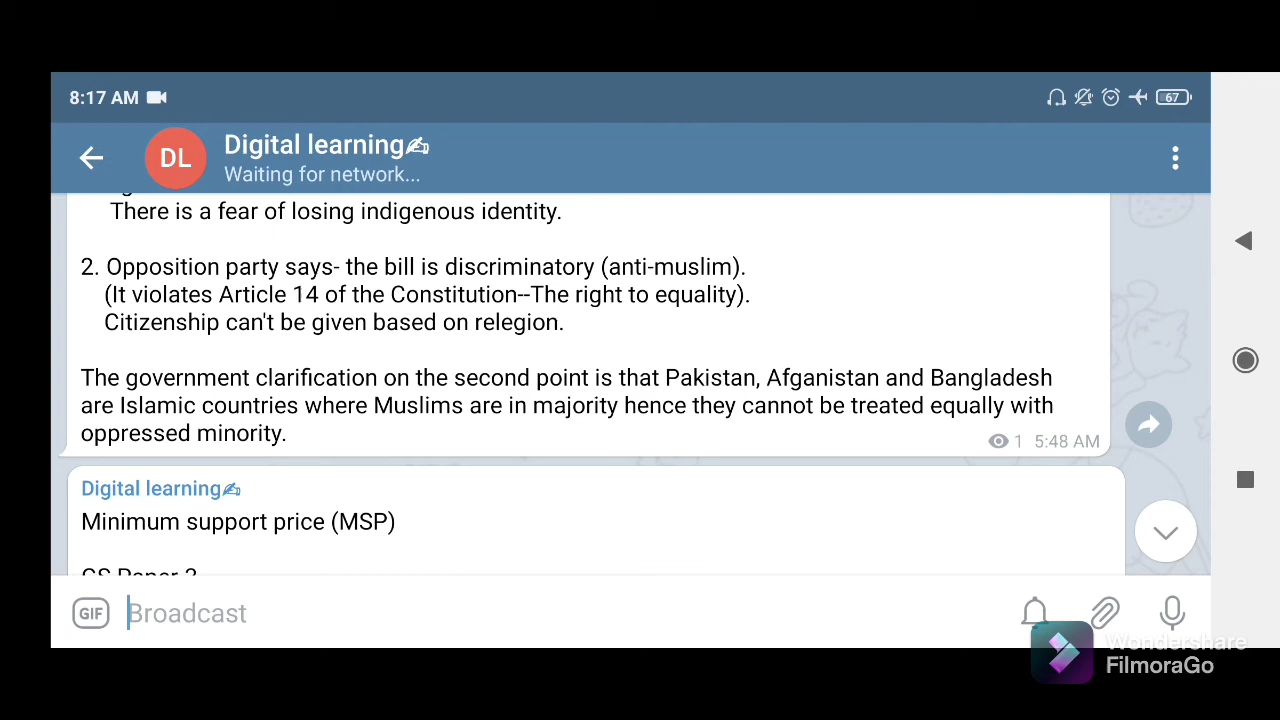 8:17 AM
67
DL
Digital learning✍
Waiting for network...
There is a fear of losing indigenous identity.
2. Opposition party says- the bill is discriminatory (anti-muslim).
(It violates Article 14 of the Constitution--The right to equality).
Citizenship can't be given based on relegion.
The government clarification on the second point is that Pakistan, Afganistan and Bangladesh
are Islamic countries where Muslims are in majority hence they cannot be treated equally with
oppressed minority.
1 5:48 AM
Digital learning✍
Minimum support price (MSP)
GS Paper
GIF
Broadcast
Wondershare
FilmoraGo